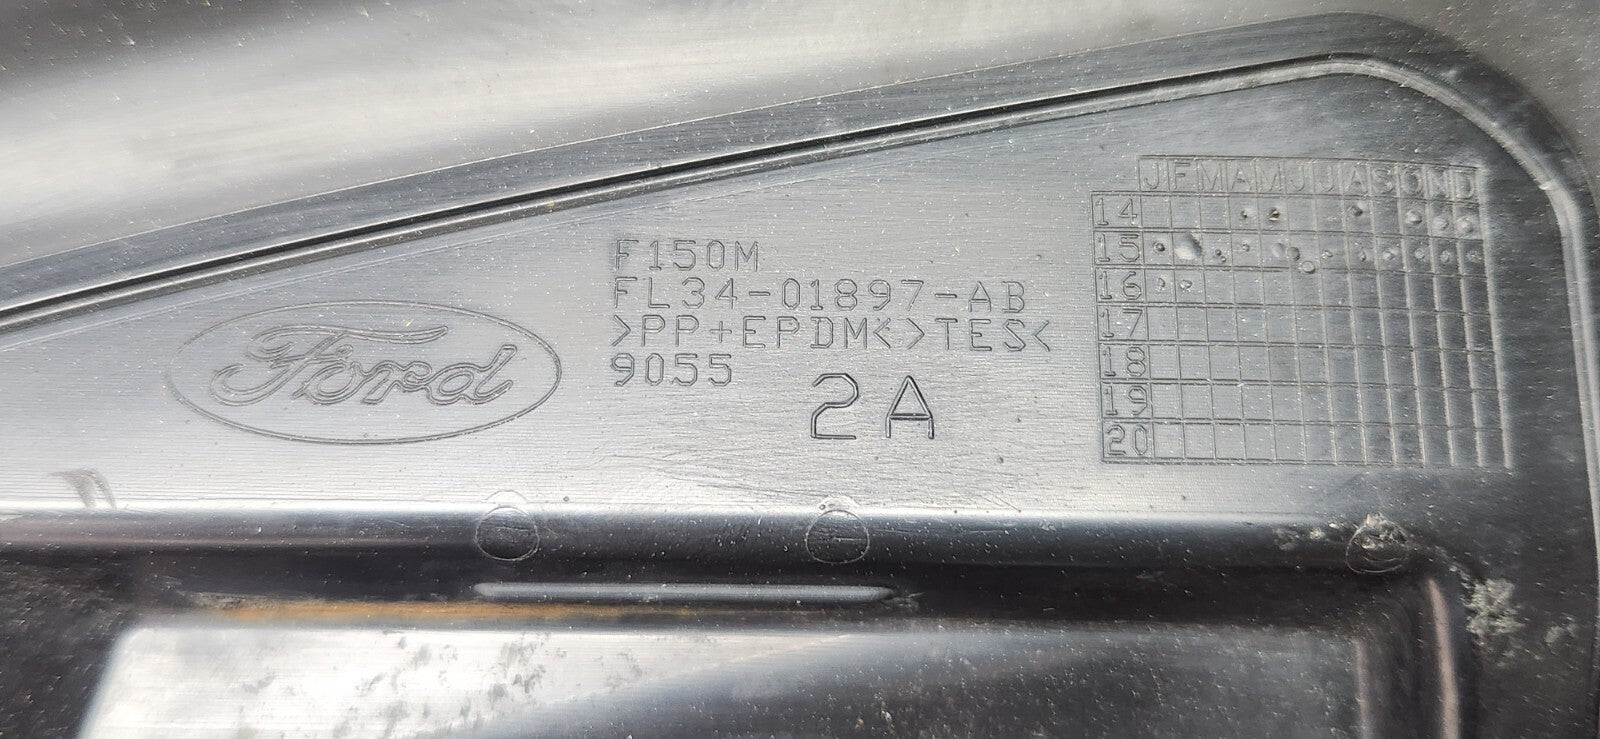 Ford
F150M
FL34-01897-AB
>PP+EPDM<>TES<
9055
2A
J F M A M J J A S O N D
14
15
16
17
18
19
20